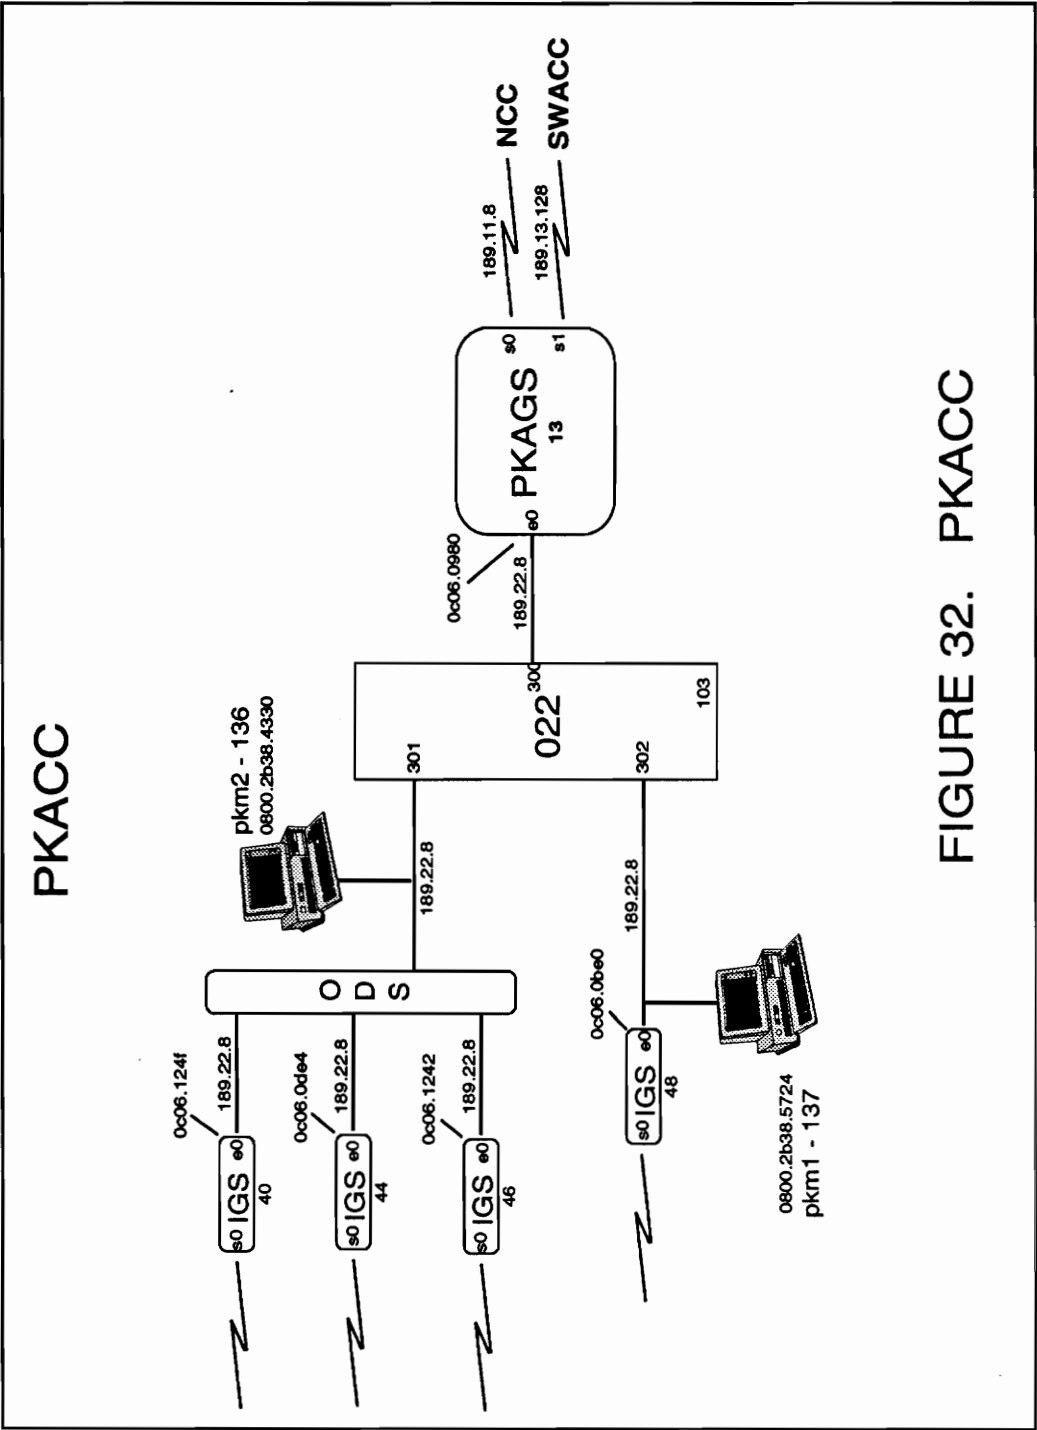 PKACC
0c06.124f
s0 IGS e0
40
189.22.8
0c06.0de4
s0 IGS e0
44
189.22.8
0c06.1242
s0 IGS e0
46
189.22.8
O
D
S
pkm2 - 136
0800.2b38.4330
189.22.8
301
300
022
302
103
0c06.0980
189.22.8
e0
PKAGS
13
s0
s1
189.11.8
NCC
189.13.128
SWACC
0c06.0be0
s0 IGS e0
48
189.22.8
0800.2b38.5724
pkm1 - 137
FIGURE 32. PKACC